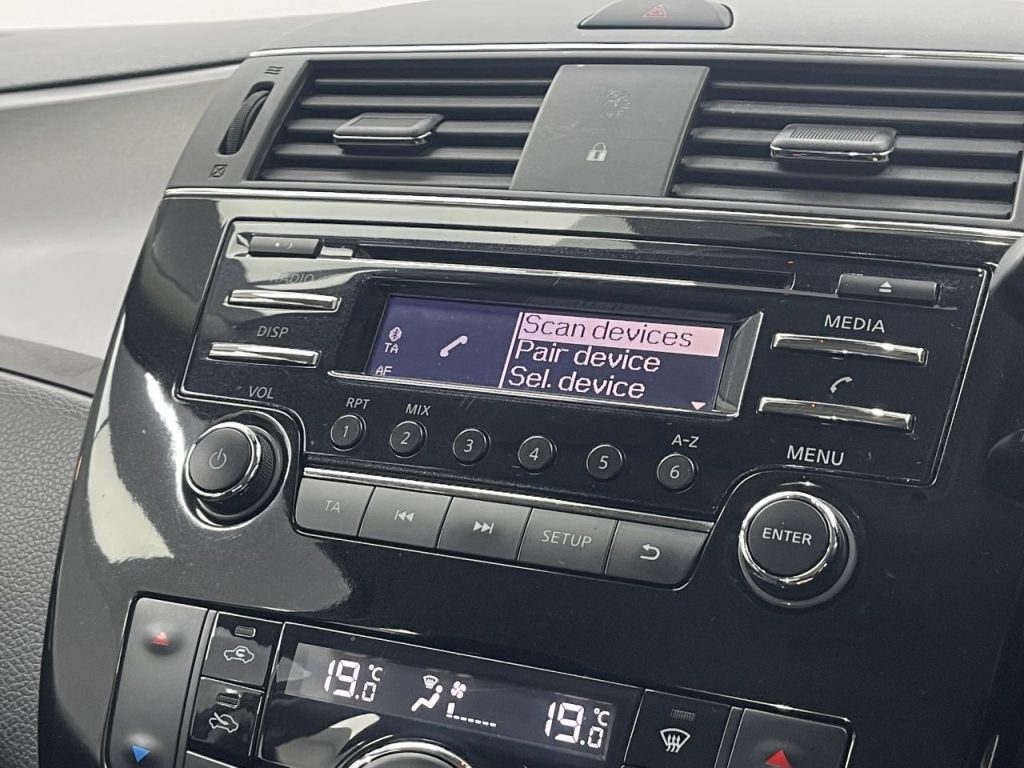 RADIO
DISP
VOL
TA
AF
Scan devices
Pair device
Sel. device
MEDIA
MENU
RPT
MIX
A-Z
1
2
3
4
5
6
TA
SETUP
ENTER
19.0 °C
19.0 °C